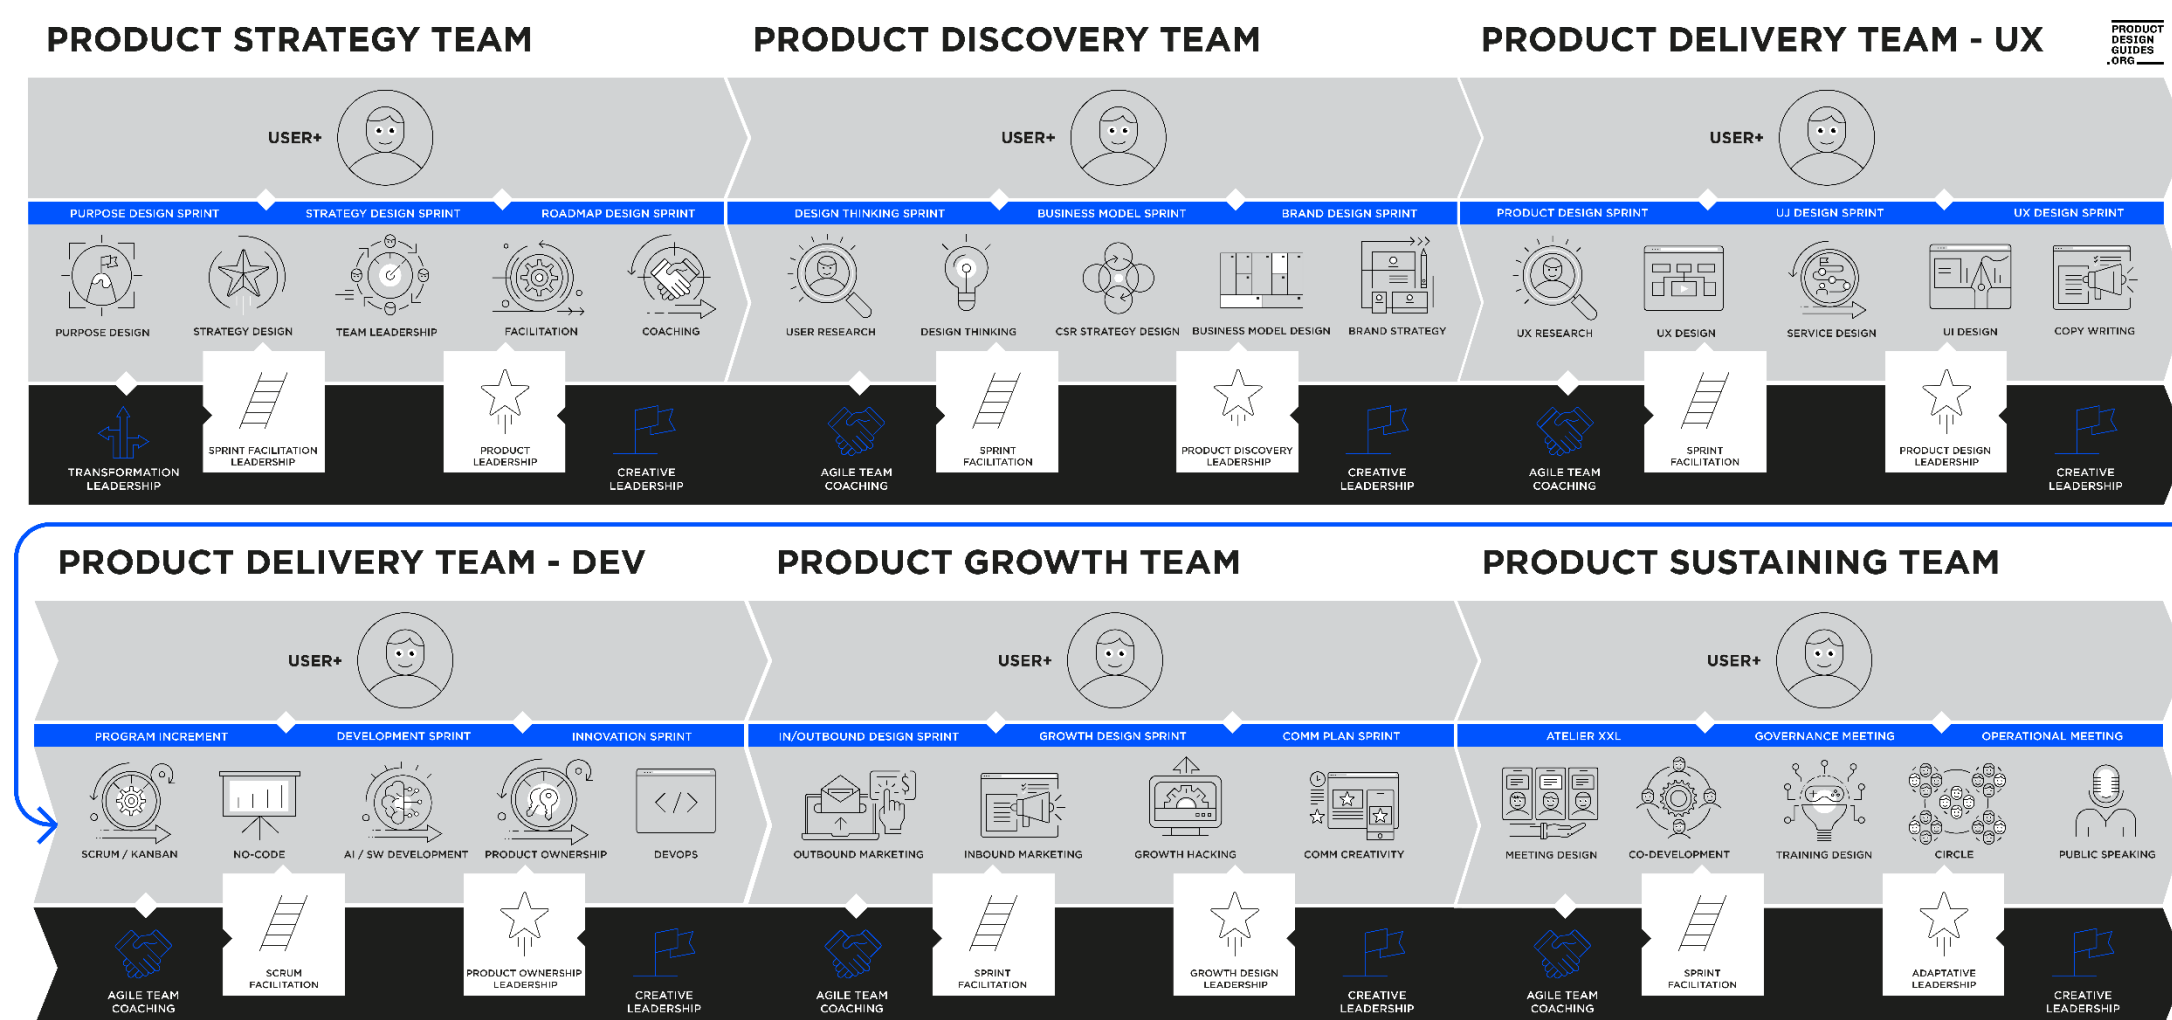 PRODUCT STRATEGY TEAM
PRODUCT DISCOVERY TEAM
PRODUCT DELIVERY TEAM - UX
PRODUCT
DESIGN
GUIDES
.ORG
USER+
USER+
USER+
PURPOSE DESIGN SPRINT
STRATEGY DESIGN SPRINT
ROADMAP DESIGN SPRINT
DESIGN THINKING SPRINT
BUSINESS MODEL SPRINT
BRAND DESIGN SPRINT
PRODUCT DESIGN SPRINT
UJ DESIGN SPRINT
UX DESIGN SPRINT
PURPOSE DESIGN
STRATEGY DESIGN
TEAM LEADERSHIP
FACILITATION
COACHING
USER RESEARCH
DESIGN THINKING
CSR STRATEGY DESIGN
BUSINESS MODEL DESIGN
BRAND STRATEGY
UX RESEARCH
UX DESIGN
SERVICE DESIGN
UI DESIGN
COPY WRITING
TRANSFORMATION
LEADERSHIP
SPRINT FACILITATION
LEADERSHIP
PRODUCT
LEADERSHIP
CREATIVE
LEADERSHIP
AGILE TEAM
COACHING
SPRINT
FACILITATION
PRODUCT DISCOVERY
LEADERSHIP
CREATIVE
LEADERSHIP
AGILE TEAM
COACHING
SPRINT
FACILITATION
PRODUCT DESIGN
LEADERSHIP
CREATIVE
LEADERSHIP
PRODUCT DELIVERY TEAM - DEV
PRODUCT GROWTH TEAM
PRODUCT SUSTAINING TEAM
USER+
USER+
USER+
PROGRAM INCREMENT
DEVELOPMENT SPRINT
INNOVATION SPRINT
IN/OUTBOUND DESIGN SPRINT
GROWTH DESIGN SPRINT
COMM PLAN SPRINT
ATELIER XXL
GOVERNANCE MEETING
OPERATIONAL MEETING
SCRUM / KANBAN
NO-CODE
AI / SW DEVELOPMENT
PRODUCT OWNERSHIP
</>
DEVOPS
$
OUTBOUND MARKETING
INBOUND MARKETING
GROWTH HACKING
COMM CREATIVITY
MEETING DESIGN
CO-DEVELOPMENT
TRAINING DESIGN
CIRCLE
PUBLIC SPEAKING
AGILE TEAM
COACHING
SCRUM
FACILITATION
PRODUCT OWNERSHIP
LEADERSHIP
CREATIVE
LEADERSHIP
AGILE TEAM
COACHING
SPRINT
FACILITATION
GROWTH DESIGN
LEADERSHIP
CREATIVE
LEADERSHIP
AGILE TEAM
COACHING
SPRINT
FACILITATION
ADAPTATIVE
LEADERSHIP
CREATIVE
LEADERSHIP